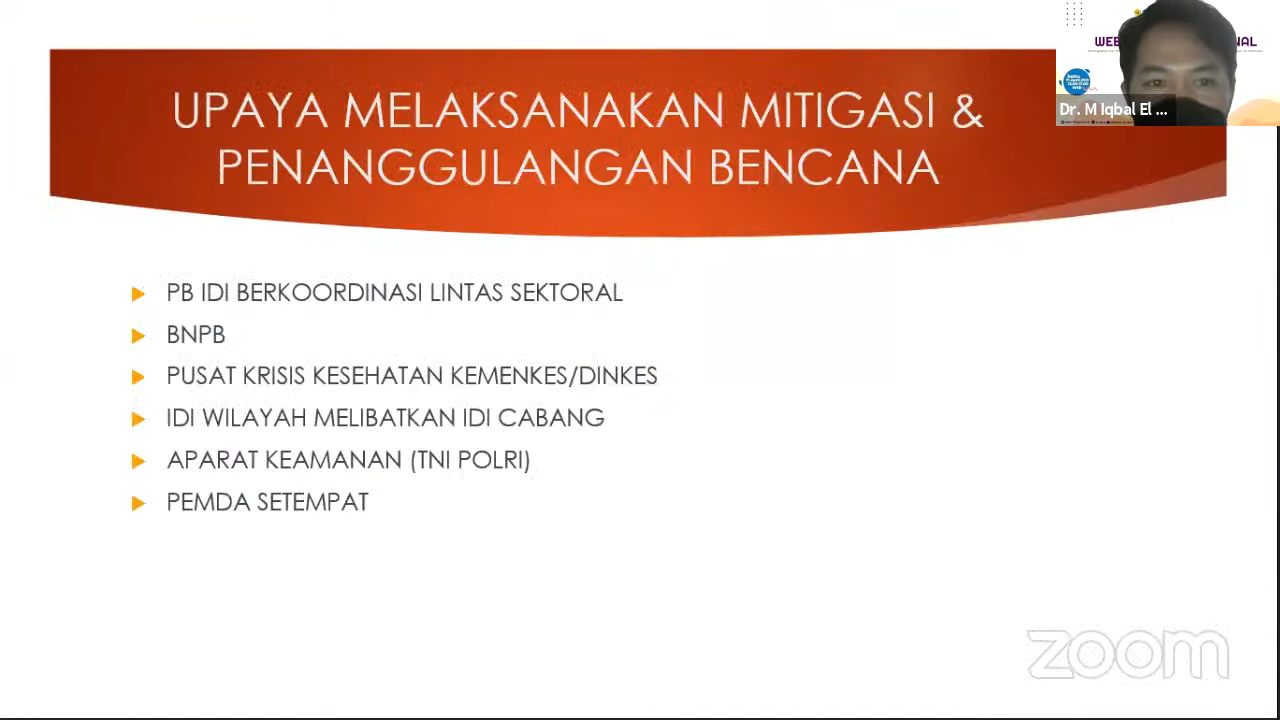 UPAYA MELAKSANAKAN MITIGASI &
PENANGGULANGAN BENCANA
Dr. M Iqbal El ...
PB IDI BERKOORDINASI LINTAS SEKTORAL
BNPB
PUSAT KRISIS KESEHATAN KEMENKES/DINKES
IDI WILAYAH MELIBATKAN IDI CABANG
APARAT KEAMANAN (TNI POLRI)
PEMDA SETEMPAT
zoom